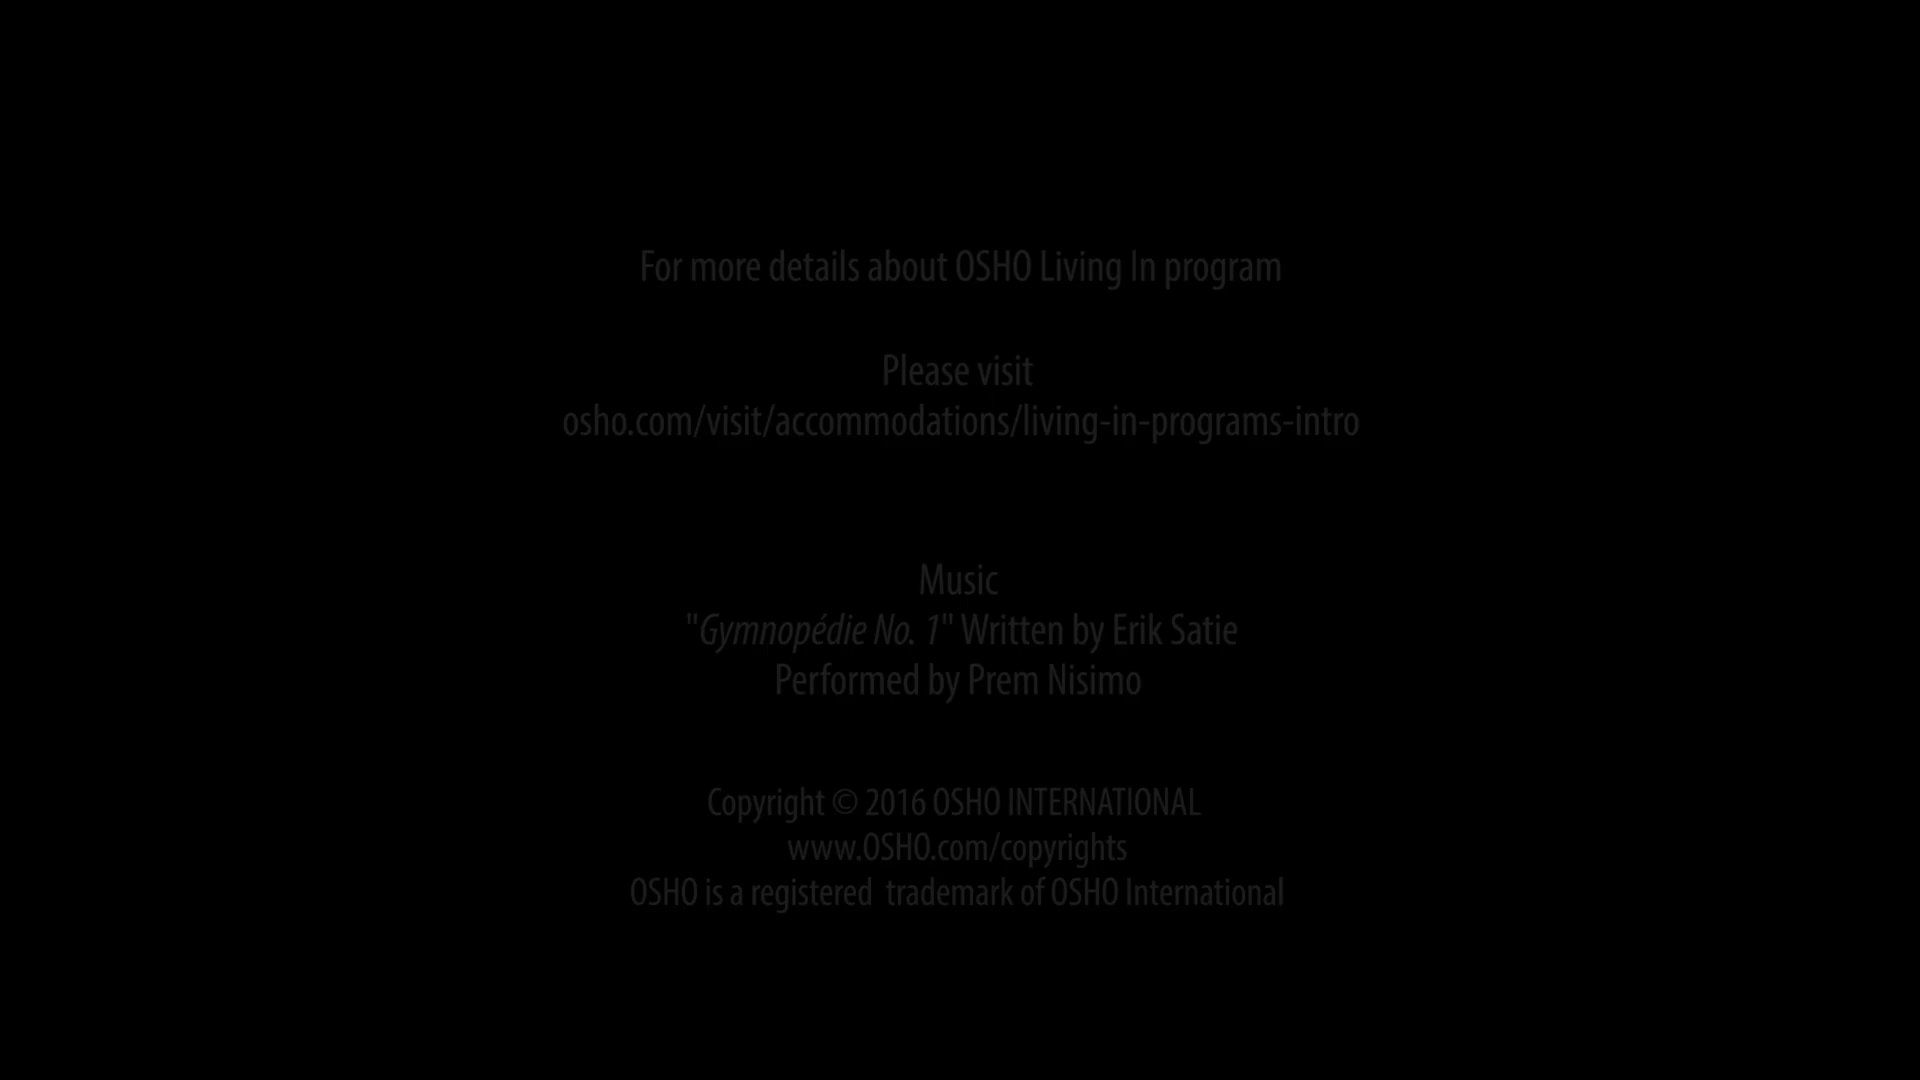 For more details about OSHO Living In program
Please visit
osho.com/visit/accommodations/living-in-programs-intro
Music
"Gymnopédie No. 1" Written by Erik Satie
Performed by Prem Nisimo
Copyright © 2016 OSHO INTERNATIONAL
www.OSHO.com/copyrights
OSHO is a registered  trademark of OSHO International